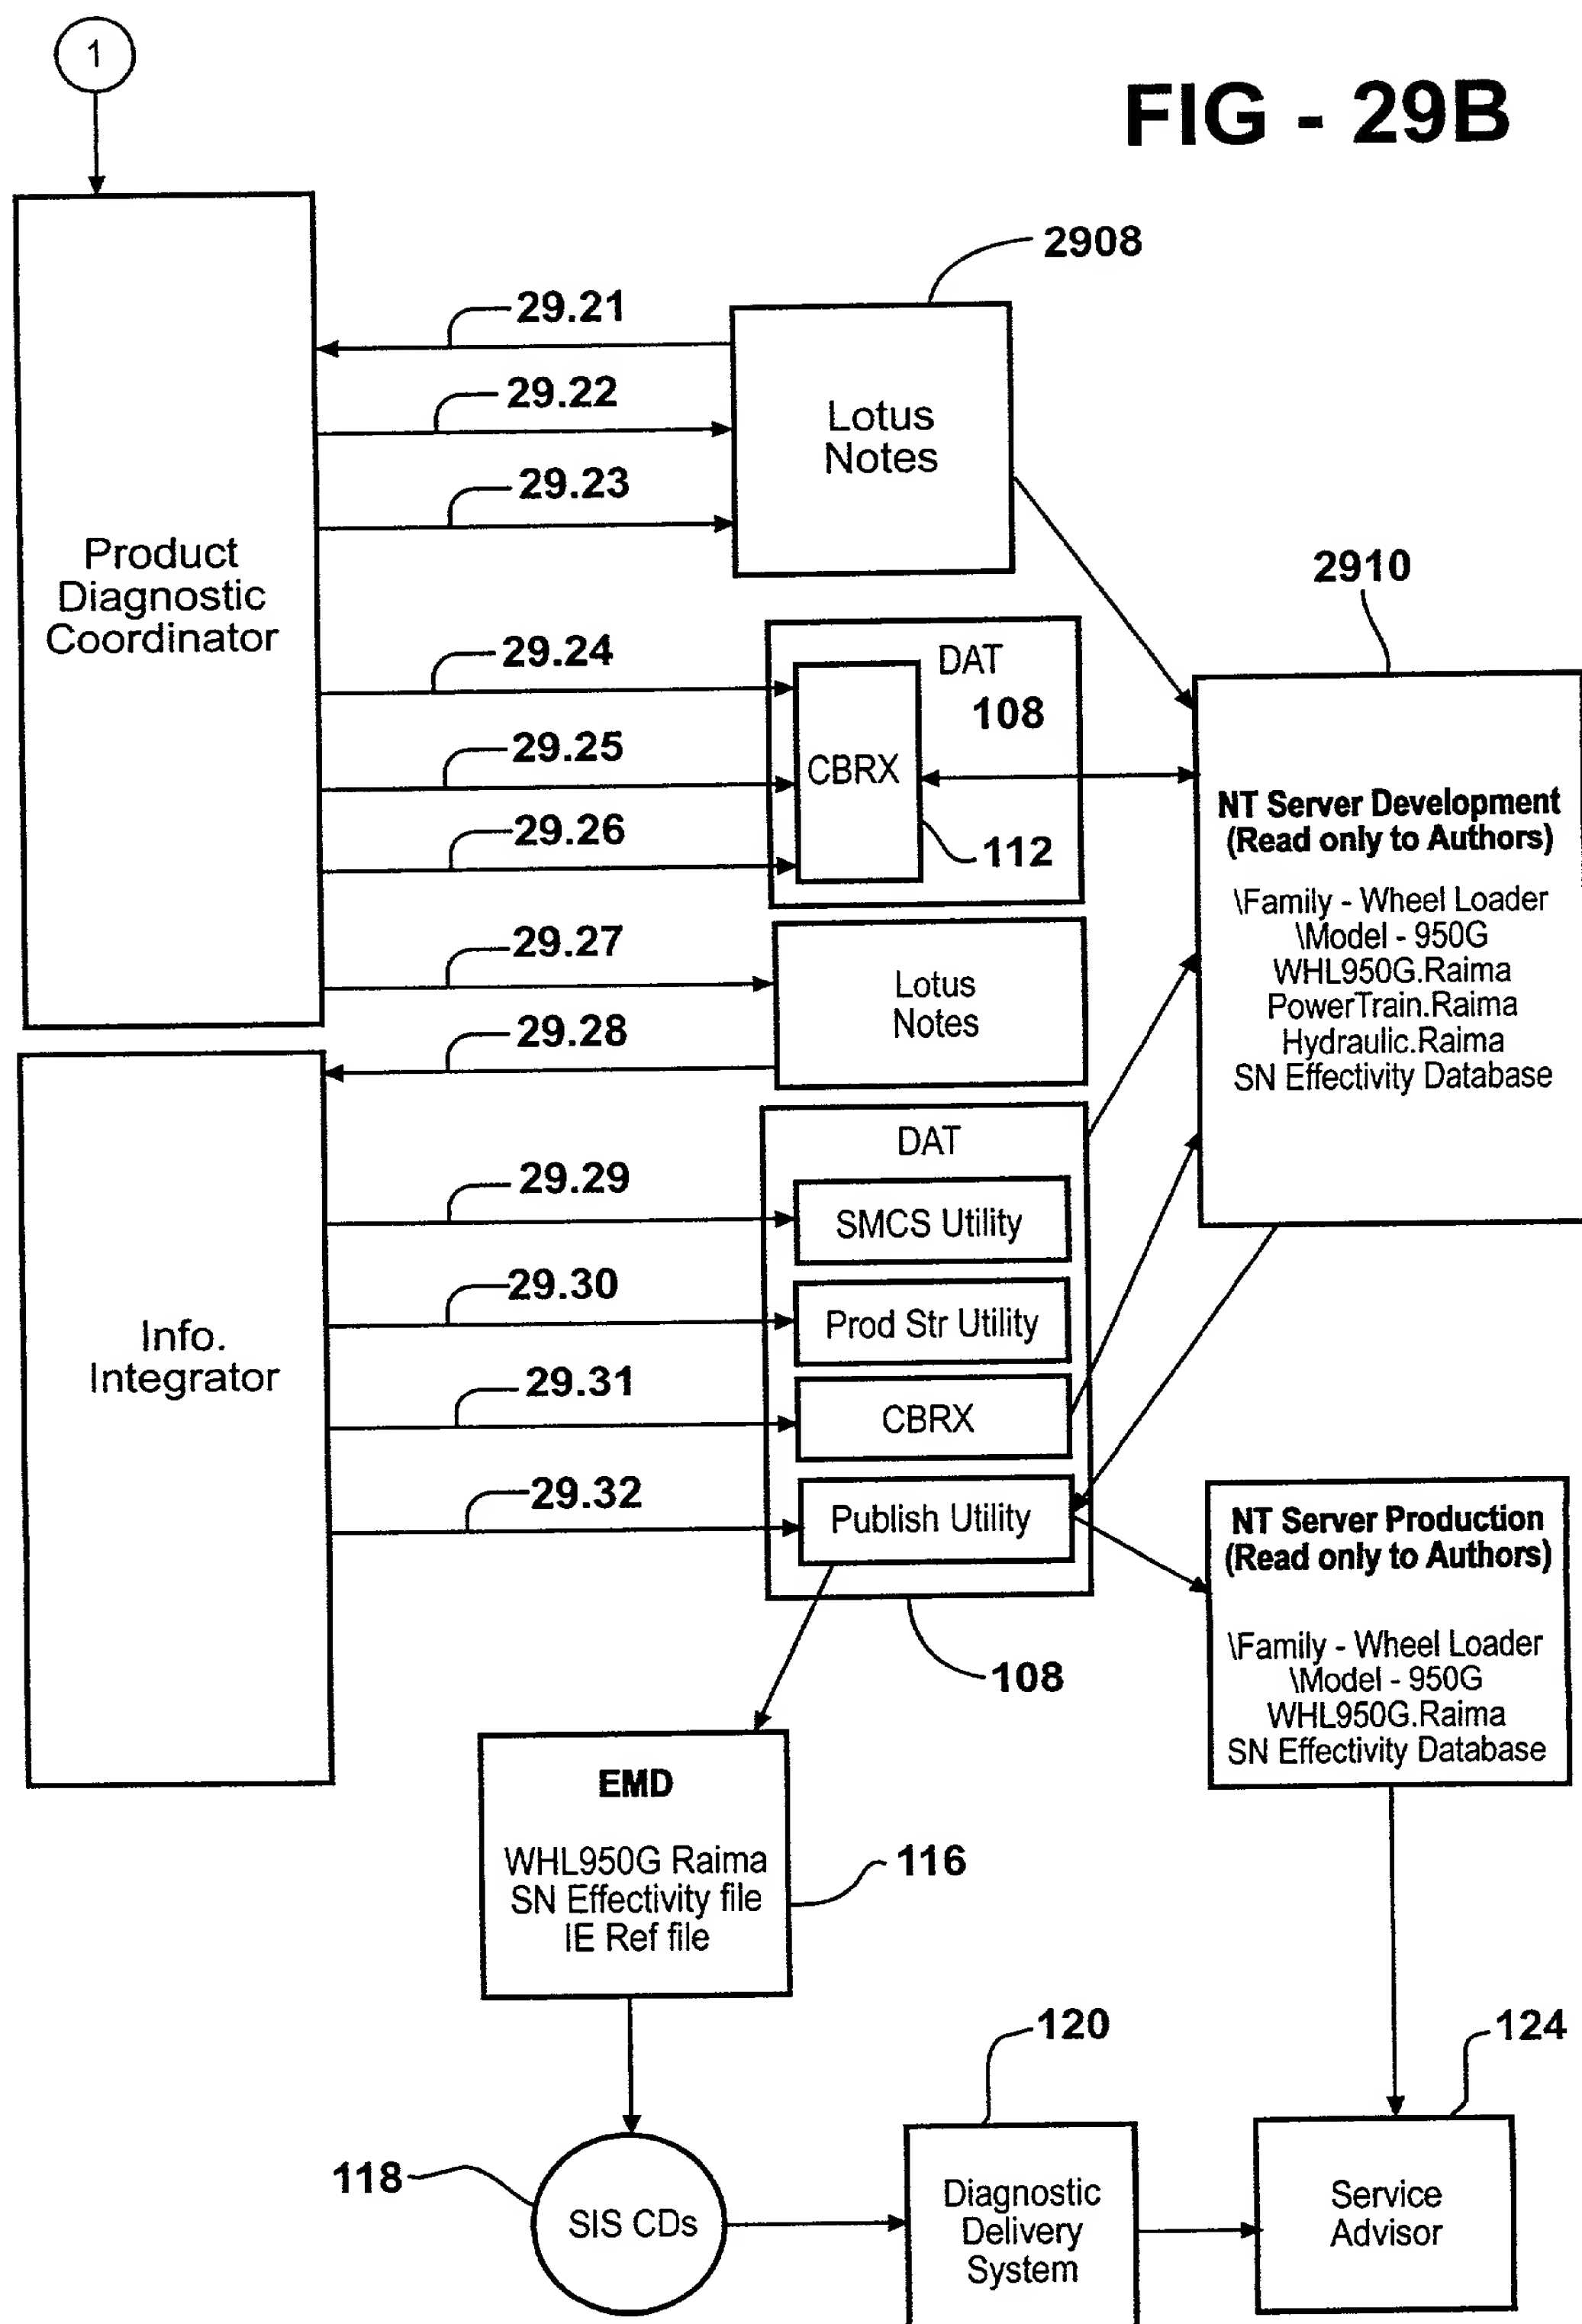 1
FIG - 29B
2908
29.21
29.22
29.23
Lotus
Notes
Product
Diagnostic
Coordinator
2910
29.24
29.25
29.26
DAT
108
CBRX
112
NT Server Development
(Read only to Authors)
\Family - Wheel Loader
\Model - 950G
WHL950G.Raima
PowerTrain.Raima
Hydraulic.Raima
SN Effectivity Database
29.27
29.28
Lotus
Notes
Info.
Integrator
29.29
29.30
29.31
29.32
DAT
SMCS Utility
Prod Str Utility
CBRX
Publish Utility
108
NT Server Production
(Read only to Authors)
\Family - Wheel Loader
\Model - 950G
WHL950G.Raima
SN Effectivity Database
EMD
WHL950G Raima
SN Effectivity file
IE Ref file
116
118
SIS CDs
120
Diagnostic
Delivery
System
124
Service
Advisor